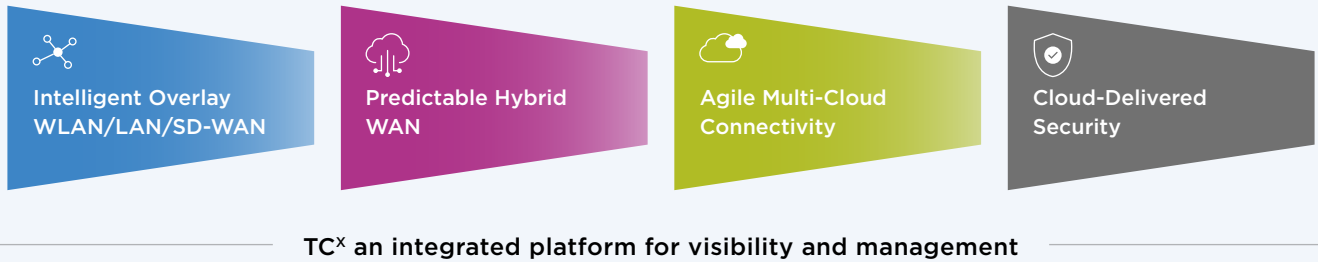 Intelligent Overlay
WLAN/LAN/SD-WAN
Predictable Hybrid
WAN
Agile Multi-Cloud
Connectivity
Cloud-Delivered
Security
TCˣ an integrated platform for visibility and management